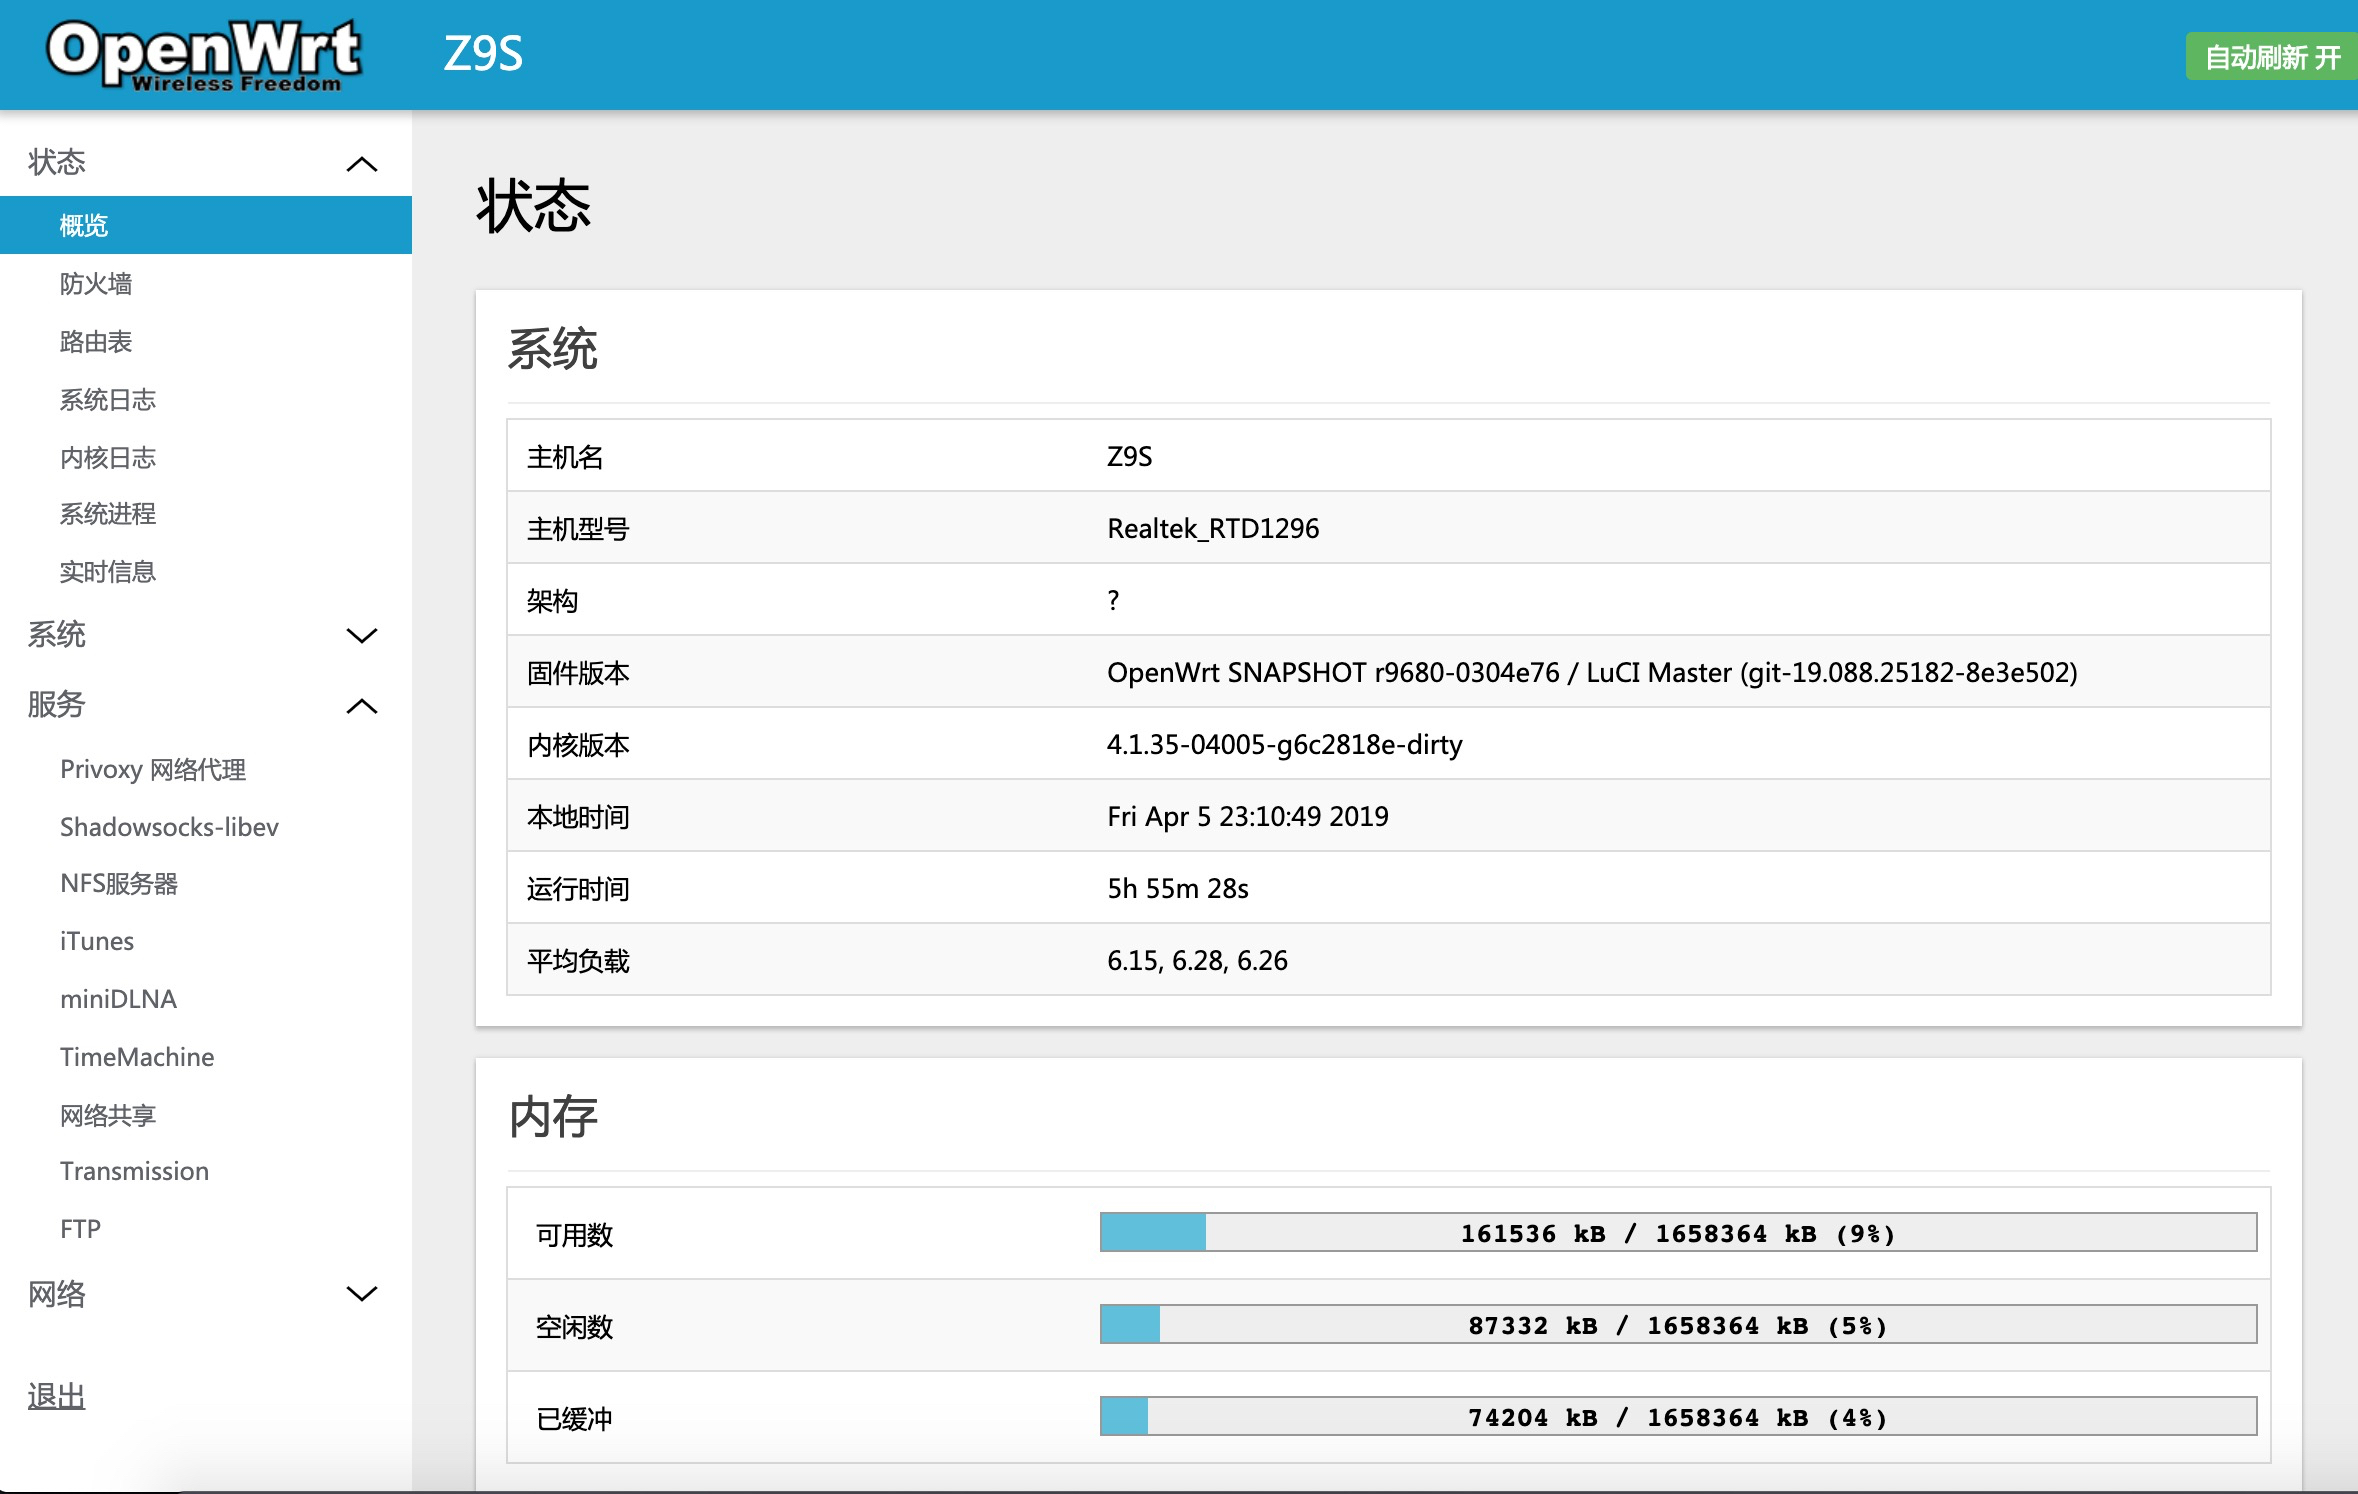 OpenWrt
Wireless Freedom
Z9S
自动刷新 开
状态
概览
防火墙
路由表
系统日志
内核日志
系统进程
实时信息
系统
服务
Privoxy 网络代理
Shadowsocks-libev
NFS服务器
iTunes
miniDLNA
TimeMachine
网络共享
Transmission
FTP
网络
退出
状态
系统
主机名 Z9S
主机型号 Realtek_RTD1296
架构 ?
固件版本 OpenWrt SNAPSHOT r9680-0304e76 / LuCI Master (git-19.088.25182-8e3e502)
内核版本 4.1.35-04005-g6c2818e-dirty
本地时间 Fri Apr 5 23:10:49 2019
运行时间 5h 55m 28s
平均负载 6.15, 6.28, 6.26
内存
可用数 161536 kB / 1658364 kB (9%)
空闲数 87332 kB / 1658364 kB (5%)
已缓冲 74204 kB / 1658364 kB (4%)